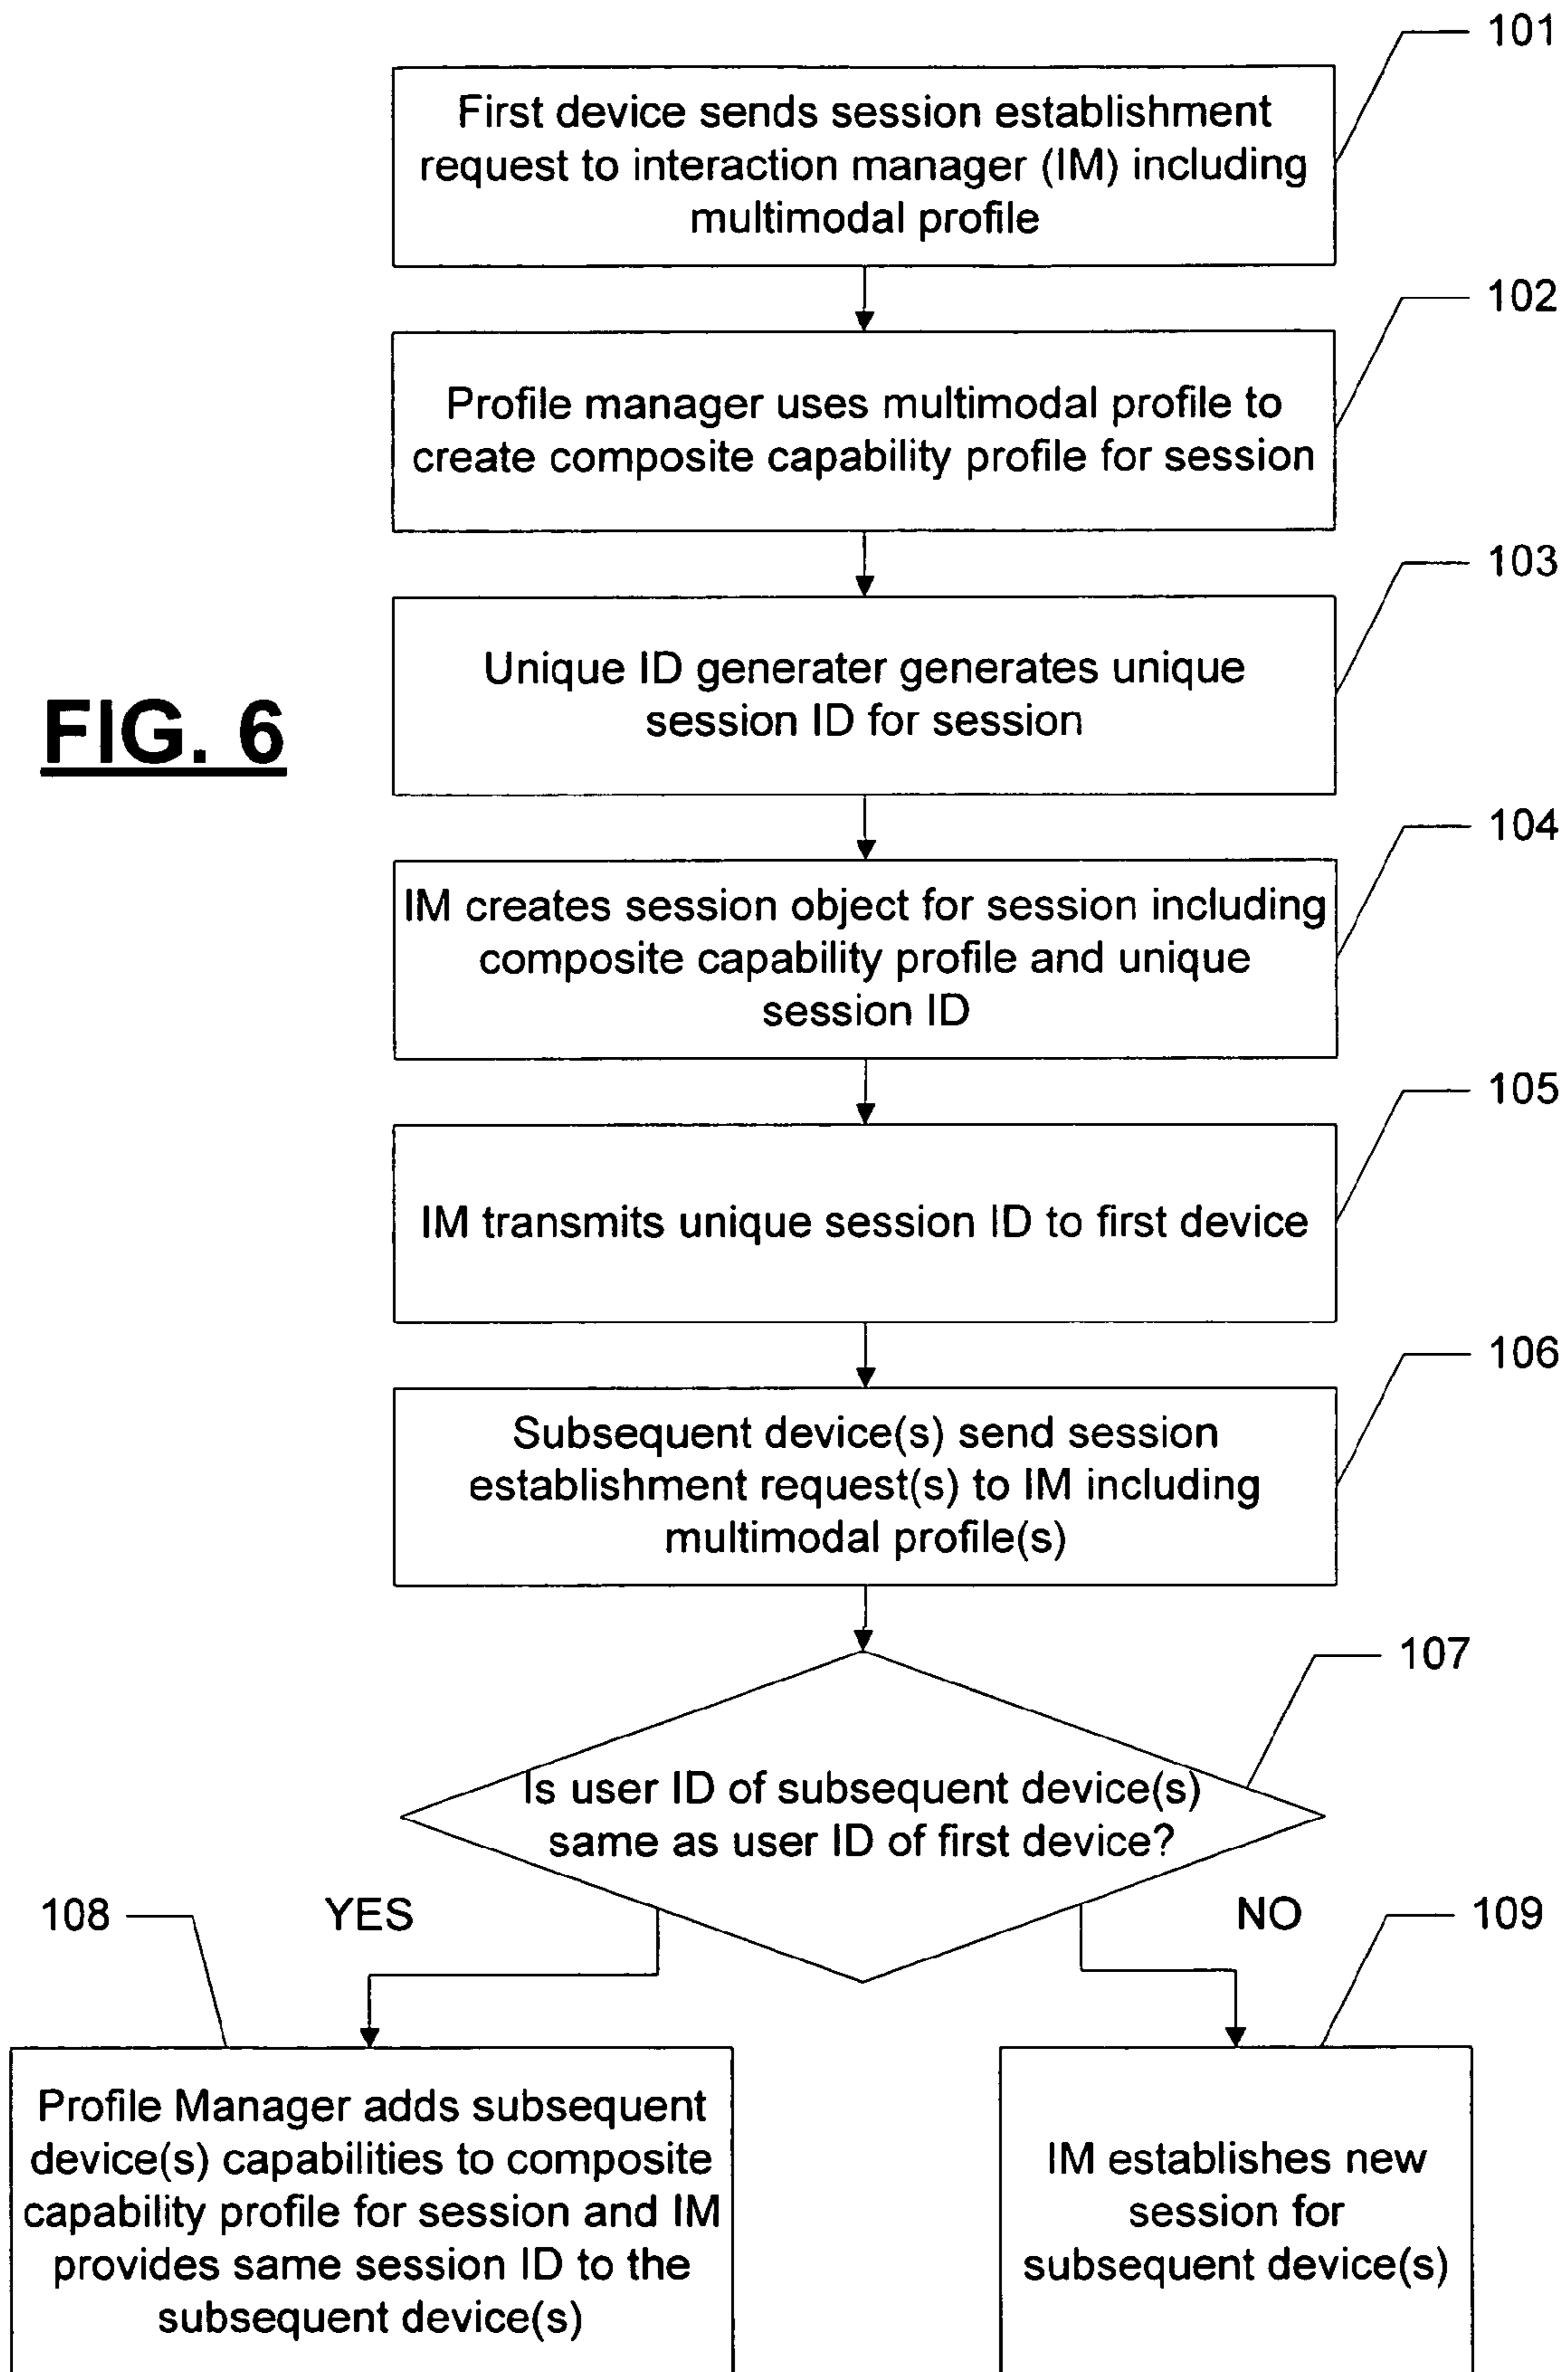 101
First device sends session establishment
request to interaction manager (IM) including
multimodal profile
102
Profile manager uses multimodal profile to
create composite capability profile for session
103
Unique ID generater generates unique
session ID for session
FIG. 6
104
IM creates session object for session including
composite capability profile and unique
session ID
105
IM transmits unique session ID to first device
106
Subsequent device(s) send session
establishment request(s) to IM including
multimodal profile(s)
107
Is user ID of subsequent device(s)
same as user ID of first device?
108
YES
NO
109
Profile Manager adds subsequent
device(s) capabilities to composite
capability profile for session and IM
provides same session ID to the
subsequent device(s)
IM establishes new
session for
subsequent device(s)